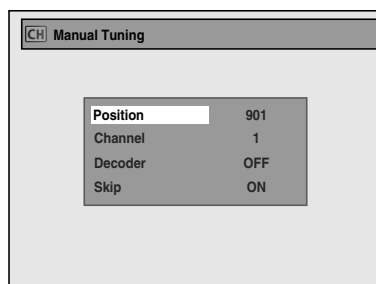 CH Manual Tuning
Position 901
Channel 1
Decoder OFF
Skip ON